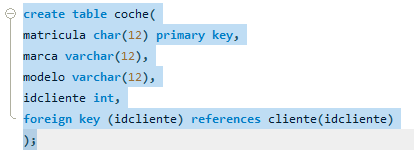 create table coche(
matricula char(12) primary key,
marca varchar(12),
modelo varchar(12),
idcliente int,
foreign key (idcliente) references cliente(idcliente)
);